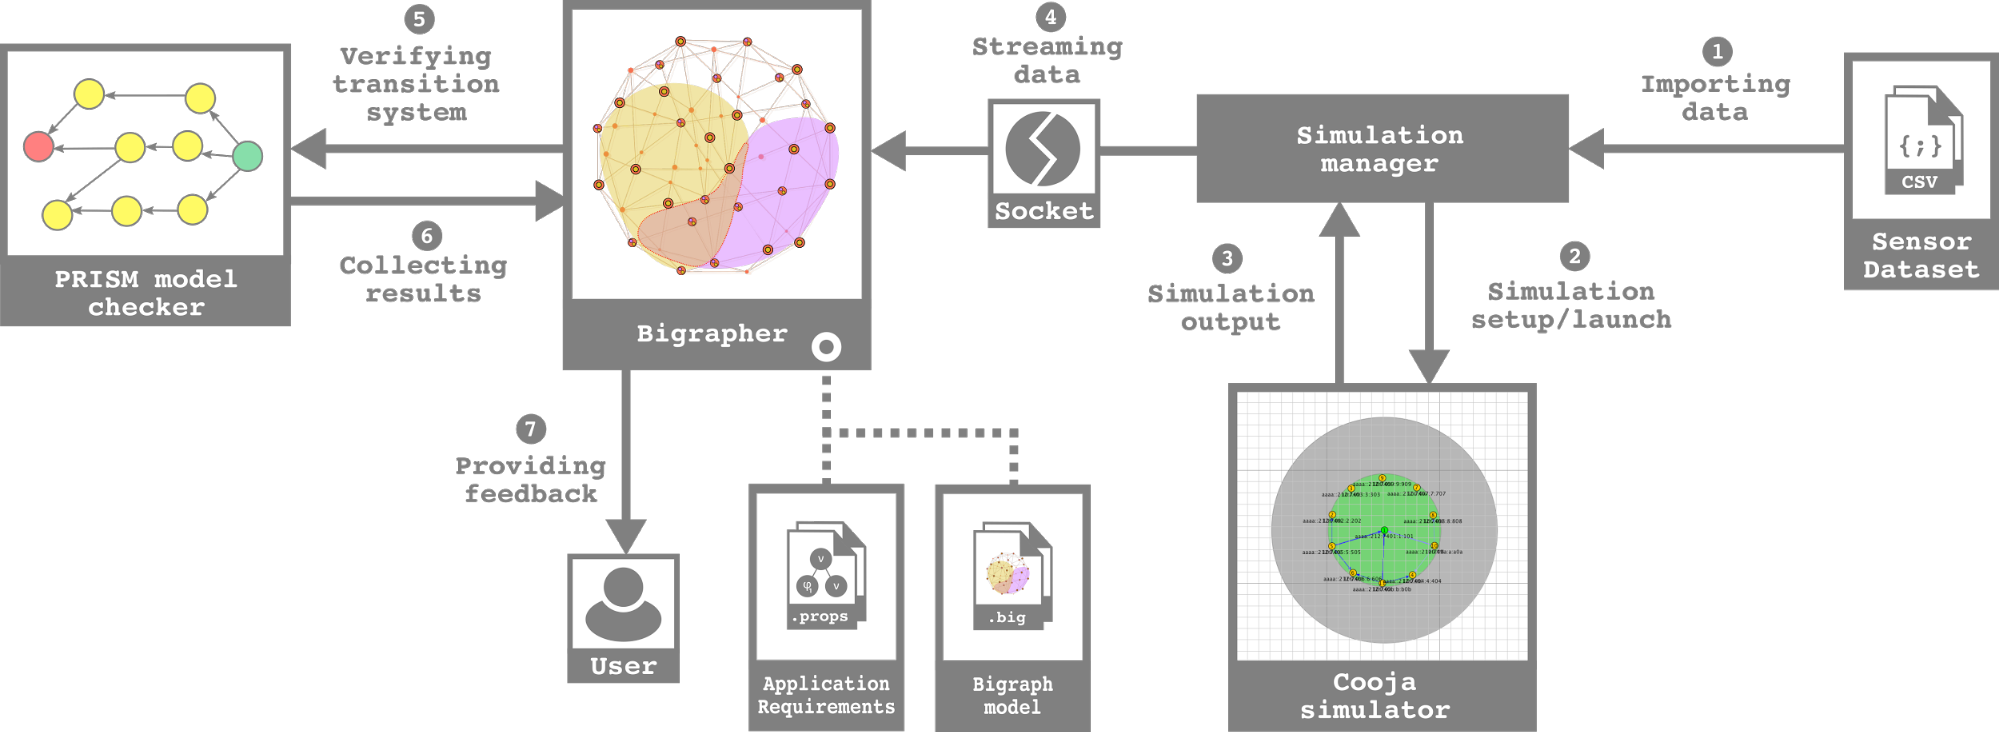 5
Verifying
transition
system
4
Streaming
data
1
Importing
data
{;}
CSV
Sensor
Dataset
Simulation
manager
Socket
PRISM model
checker
6
Collecting
results
Bigrapher
3
Simulation
output
2
Simulation
setup/launch
7
Providing
feedback
User
v
φ
v
.props
Application
Requirements
.big
Bigraph
model
Cooja
simulator